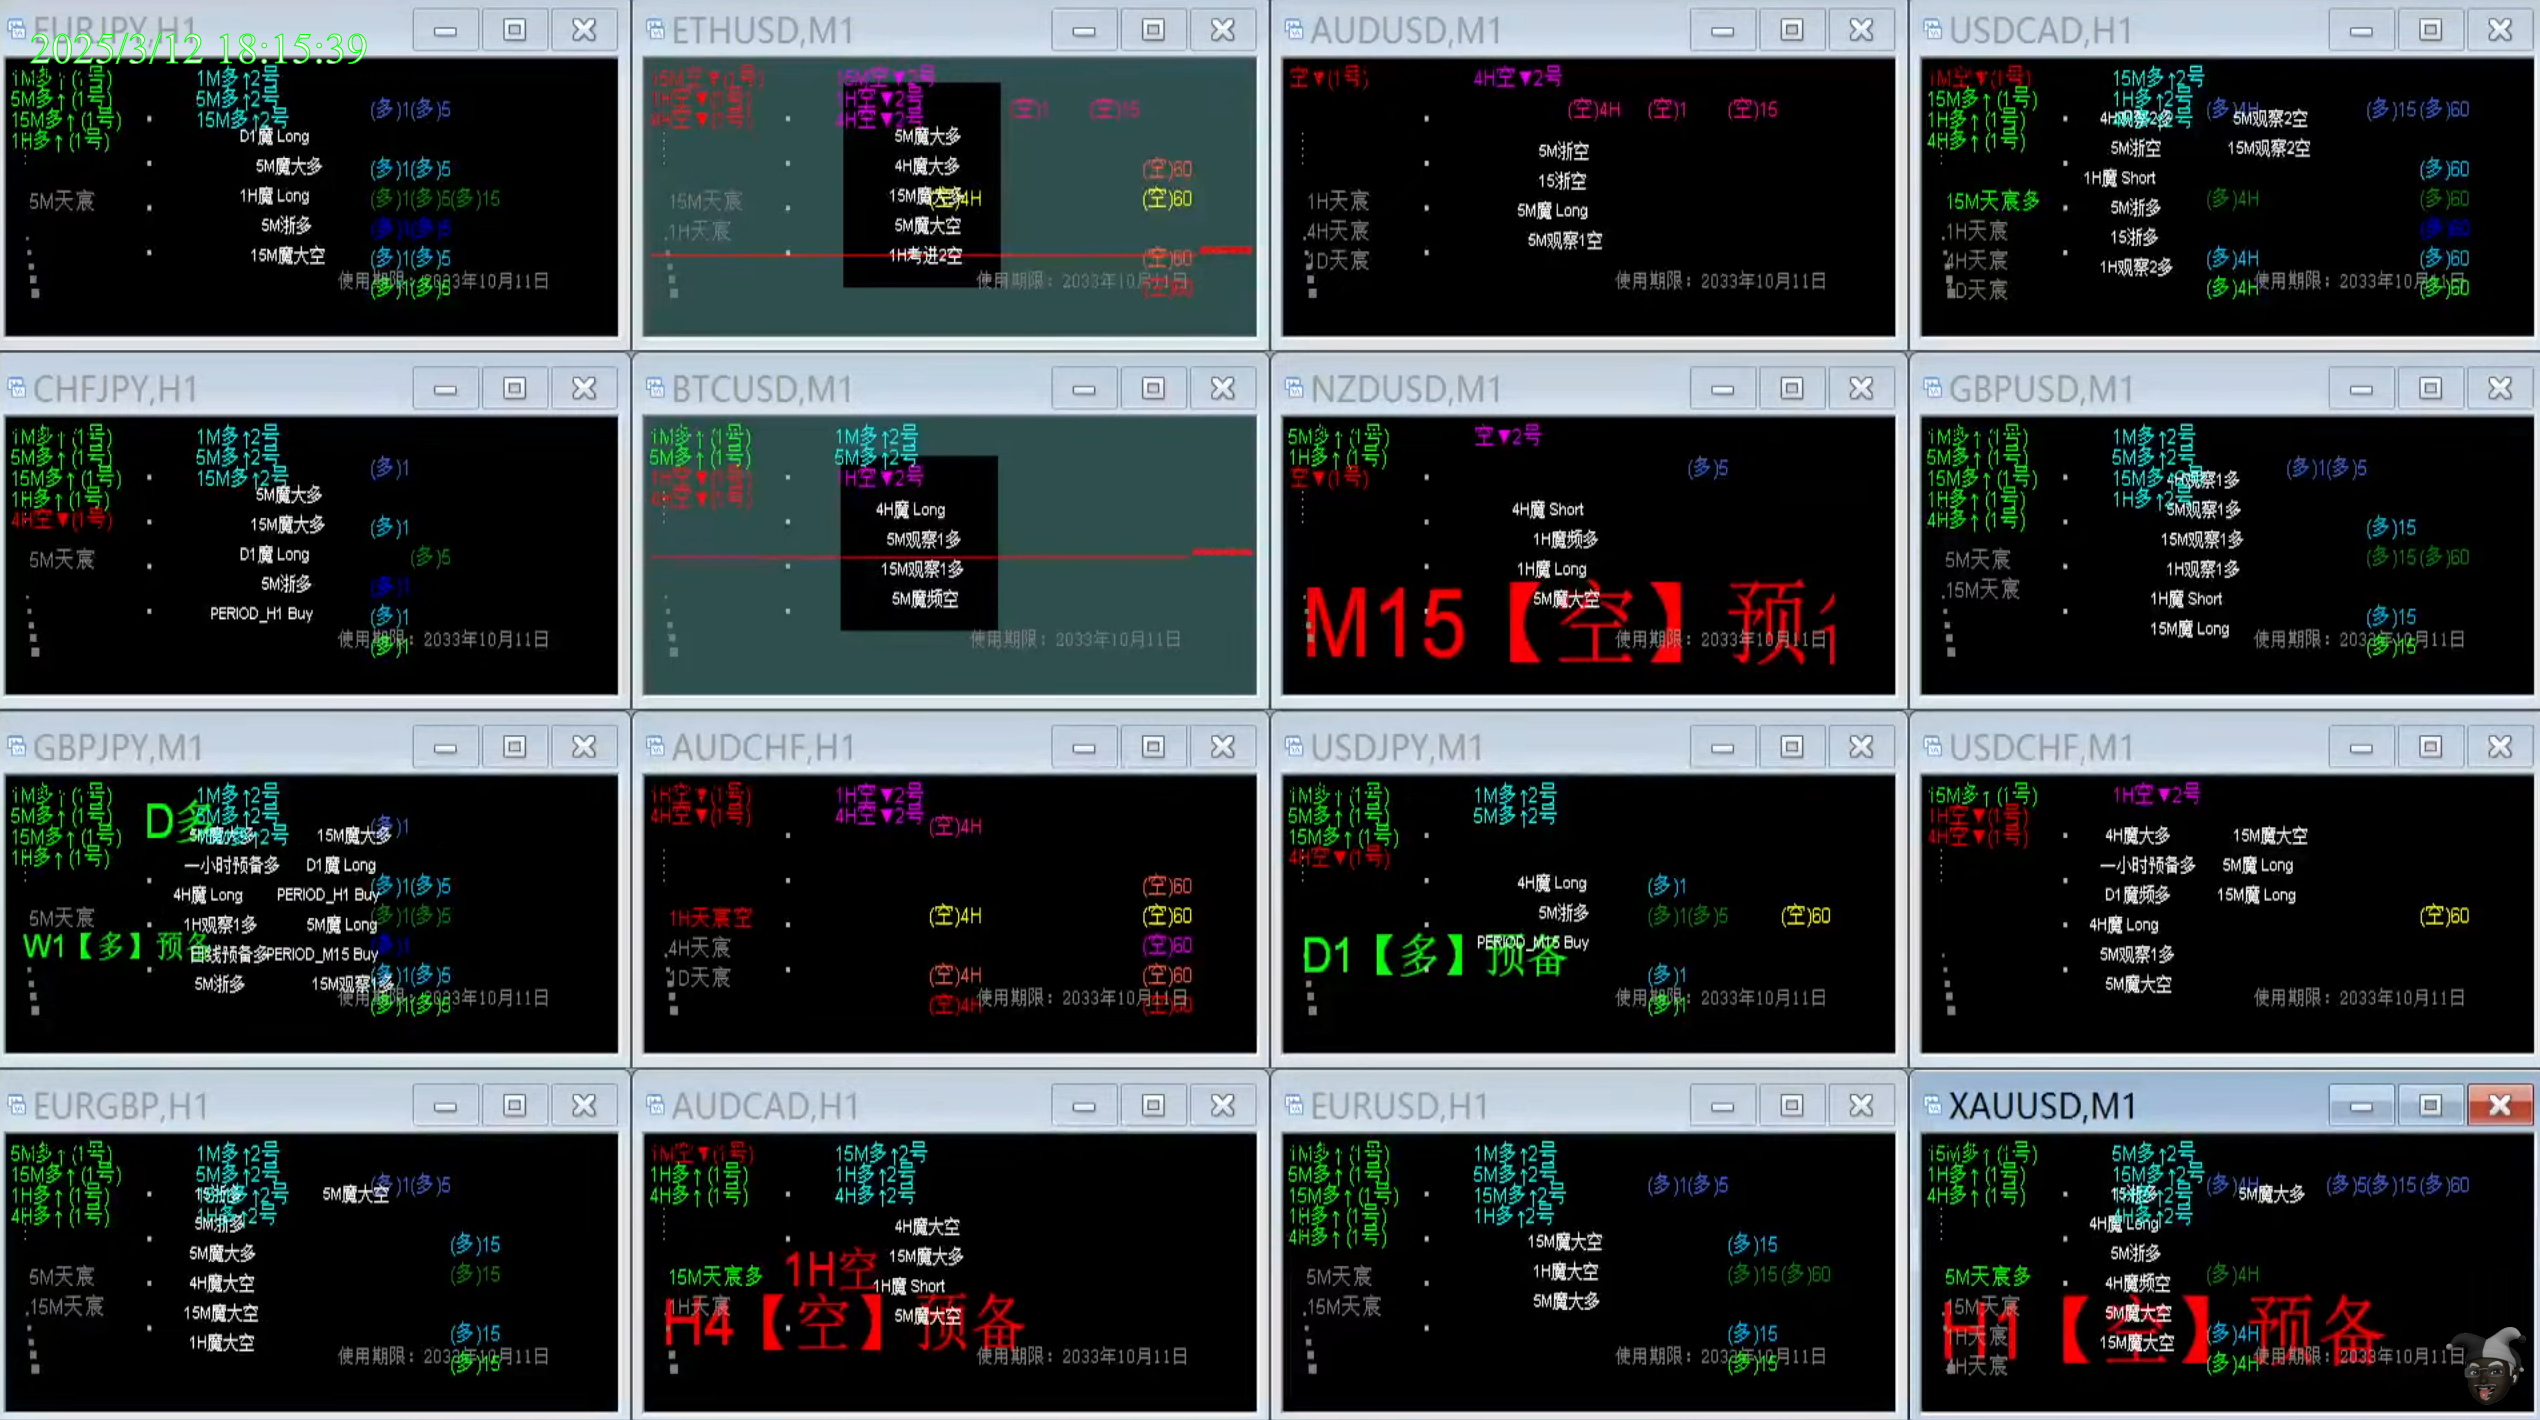 EURJPY,H1
2025/3/12 18:15:39
1M多↑(1号)
5M多↑(1号)
15M多↑(1号)
1H多↑(1号)
1M多↑2号
5M多↑2号
15M多↑2号
(多)1(多)5
D1魔 Long
5M魔大多
(多)1(多)5
5M天宸
1H魔 Long
(多)1(多)5(多)15
5M浙多
(多)1(多)5
15M魔大空
(多)1(多)5
使用期限：2033年10月11日
(多)1(多)5
ETHUSD,M1
15M空▼(1号)
1H空▼(1号)
4H空▼(1号)
15M空▼2号
1H空▼2号
4H空▼2号
(空)1
(空)15
5M魔大多
4H魔大多
(空)60
15M天宸
15M魔大多
(空)4H
(空)60
1H天宸
5M魔大空
1H考进2空
(空)60
使用期限：2033年10月11日
(空)60
AUDUSD,M1
空▼(1号)
4H空▼2号
(空)4H
(空)1
(空)15
5M浙空
15浙空
1H天宸
5M魔 Long
4H天宸
5M观察1空
1D天宸
使用期限：2033年10月11日
USDCAD,H1
1M空▼(1号)
15M多↑(1号)
1H多↑(1号)
4H多↑(1号)
15M多↑2号
1H多↑2号
4H多↑2号
(多)4H
(多)15(多)60
4H观察2多
5M观察2空
5M浙空
15M观察2空
1H魔 Short
(多)60
15M天宸多
5M浙多
(多)4H
(多)60
1H天宸
15浙多
(多)60
4H天宸
1H观察2多
(多)4H
(多)60
1D天宸
(多)4H
使用期限：2033年10月11日
(多)60
CHFJPY,H1
1M多↑(1号)
5M多↑(1号)
15M多↑(1号)
1H多↑(1号)
4H空▼(1号)
1M多↑2号
5M多↑2号
15M多↑2号
(多)1
5M魔大多
15M魔大多
(多)1
5M天宸
D1魔 Long
(多)5
5M浙多
(多)1
PERIOD_H1 Buy
(多)1
使用期限：2033年10月11日
(多)1
BTCUSD,M1
1M多↑(1号)
5M多↑(1号)
1H空▼(1号)
4H空▼(1号)
1M多↑2号
5M多↑2号
1H空▼2号
4H魔 Long
5M观察1多
15M观察1多
5M魔频空
使用期限：2033年10月11日
NZDUSD,M1
5M多↑(1号)
1H多↑(1号)
空▼(1号)
空▼2号
(多)5
4H魔 Short
1H魔频多
1H魔 Long
5M魔大空
M15【空】预
使用期限：2033年10月11日
GBPUSD,M1
1M多↑(1号)
5M多↑(1号)
15M多↑(1号)
1H多↑(1号)
4H多↑(1号)
1M多↑2号
5M多↑2号
15M多↑2号
1H多↑2号
(多)1(多)5
4H观察1多
5M观察1多
15M观察1多
(多)15
5M天宸
1H观察1多
(多)15(多)60
15M天宸
1H魔 Short
15M魔 Long
(多)15
使用期限：2033年10月11日
(多)15
GBPJPY,M1
1M多↑(1号)
5M多↑(1号)
15M多↑(1号)
1H多↑(1号)
D多
1M多↑2号
5M多↑2号
15M多↑2号
(多)1
5M魔大多
15M魔大多
一小时预备多
D1魔 Long
4H魔 Long
PERIOD_H1 Buy
(多)1(多)5
5M天宸
1H观察1多
5M魔 Long
(多)1(多)5
W1【多】预备
日线预备多
PERIOD_M15 Buy
(多)1
5M浙多
15M观察1多
(多)1(多)5
使用期限：2033年10月11日
(多)1(多)5
AUDCHF,H1
1H空▼(1号)
4H空▼(1号)
1H空▼2号
4H空▼2号
(空)4H
(空)60
1H天宸空
(空)4H
(空)60
4H天宸
(空)60
1D天宸
(空)4H
(空)60
(空)4H
使用期限：2033年10月11日
(空)60
USDJPY,M1
1M多↑(1号)
5M多↑(1号)
15M多↑(1号)
4H空▼(1号)
1M多↑2号
5M多↑2号
4H魔 Long
(多)1
5M浙多
(多)1(多)5
(空)60
PERIOD_M15 Buy
D1【多】预备
(多)1
使用期限：2033年10月11日
(多)1
USDCHF,M1
15M多↑(1号)
1H空▼(1号)
4H空▼(1号)
1H空▼2号
4H魔大多
15M魔大空
一小时预备多
5M魔 Long
D1魔频多
15M魔 Long
4H魔 Long
(空)60
5M观察1多
5M魔大空
使用期限：2033年10月11日
EURGBP,H1
5M多↑(1号)
15M多↑(1号)
1H多↑(1号)
4H多↑(1号)
1M多↑2号
5M多↑2号
15M多↑2号
1H多↑2号
(多)1(多)5
15浙多
5M魔大空
5M浙多
5M魔大多
(多)15
5M天宸
4H魔大空
(多)15
15M天宸
15M魔大空
1H魔大空
(多)15
使用期限：2033年10月11日
(多)15
AUDCAD,H1
1M空▼(1号)
1H多↑(1号)
4H多↑(1号)
15M多↑2号
1H多↑2号
4H多↑2号
4H魔大空
15M魔大多
15M天宸多
1H空
1H魔 Short
1H天宸
5M魔大空
H4【空】预备
使用期限：2033年10月11日
EURUSD,H1
1M多↑(1号)
5M多↑(1号)
15M多↑(1号)
1H多↑(1号)
4H多↑(1号)
1M多↑2号
5M多↑2号
15M多↑2号
1H多↑2号
(多)1(多)5
15M魔大空
(多)15
5M天宸
1H魔大空
(多)15(多)60
15M天宸
5M魔大多
(多)15
使用期限：2033年10月11日
(多)15
XAUUSD,M1
15M多↑(1号)
1H多↑(1号)
4H多↑(1号)
5M多↑2号
15M多↑2号
4H多↑2号
(多)4H
(多)5(多)15(多)60
15浙多
5M魔大多
4H魔 Long
5M浙多
5M天宸多
4H魔频空
(多)4H
15M天宸
5M魔大空
1H天宸
15M魔大空
(多)4H
H1【空】预备
4H天宸
(多)4H
使用期限：2033年10月11日